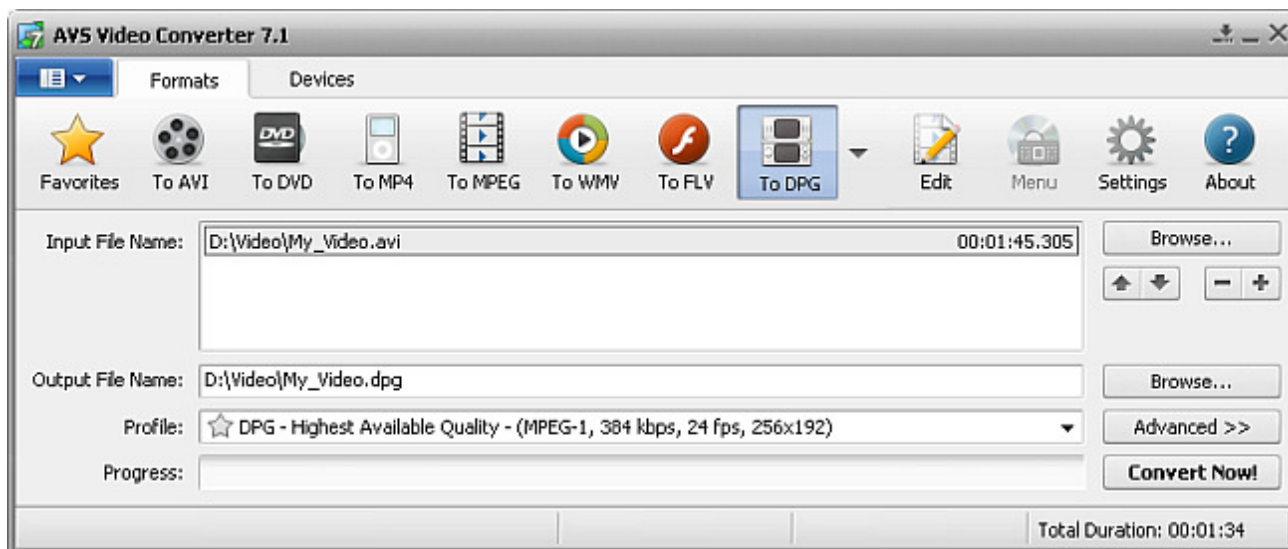 AVS Video Converter 7.1
Formats Devices
DVD
Favorites To AVI To DVD To MP4 To MPEG To WMV To FLV To DPG Edit Menu Settings About
Input File Name: D:\Video\My_Video.avi 00:01:45.305 Browse...
Output File Name: D:\Video\My_Video.dpg Browse...
Profile: DPG - Highest Available Quality - (MPEG-1, 384 kbps, 24 fps, 256x192) Advanced >>
Progress: Convert Now!
Total Duration: 00:01:34